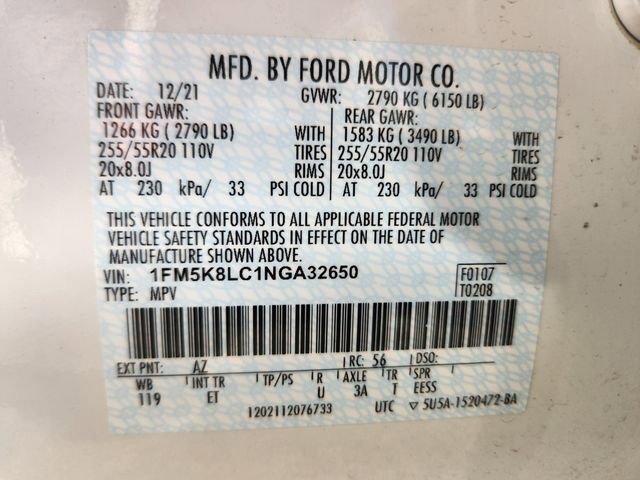 MFD. BY FORD MOTOR CO.
DATE: 12/21 GVWR: 2790 KG ( 6150 LB)
FRONT GAWR: REAR GAWR:
1266 KG ( 2790 LB) WITH 1583 KG ( 3490 LB) WITH
255/55R20 110V TIRES 255/55R20 110V TIRES
20x8.0J RIMS 20x8.0J RIMS
AT 230 kPa/ 33 PSI COLD AT 230 kPa/ 33 PSI COLD
THIS VEHICLE CONFORMS TO ALL APPLICABLE FEDERAL MOTOR
VEHICLE SAFETY STANDARDS IN EFFECT ON THE DATE OF
MANUFACTURE SHOWN ABOVE.
VIN: 1FM5K8LC1NGA32650 F0107
TYPE: MPV T0208
EXT PNT: AZ RC: 56 DSO:
WB INT TR TP/PS R AXLE TR SPR
119 ET U 3A T EESS
1202112076733 UTC ▽ 5U5A-1520472-BA